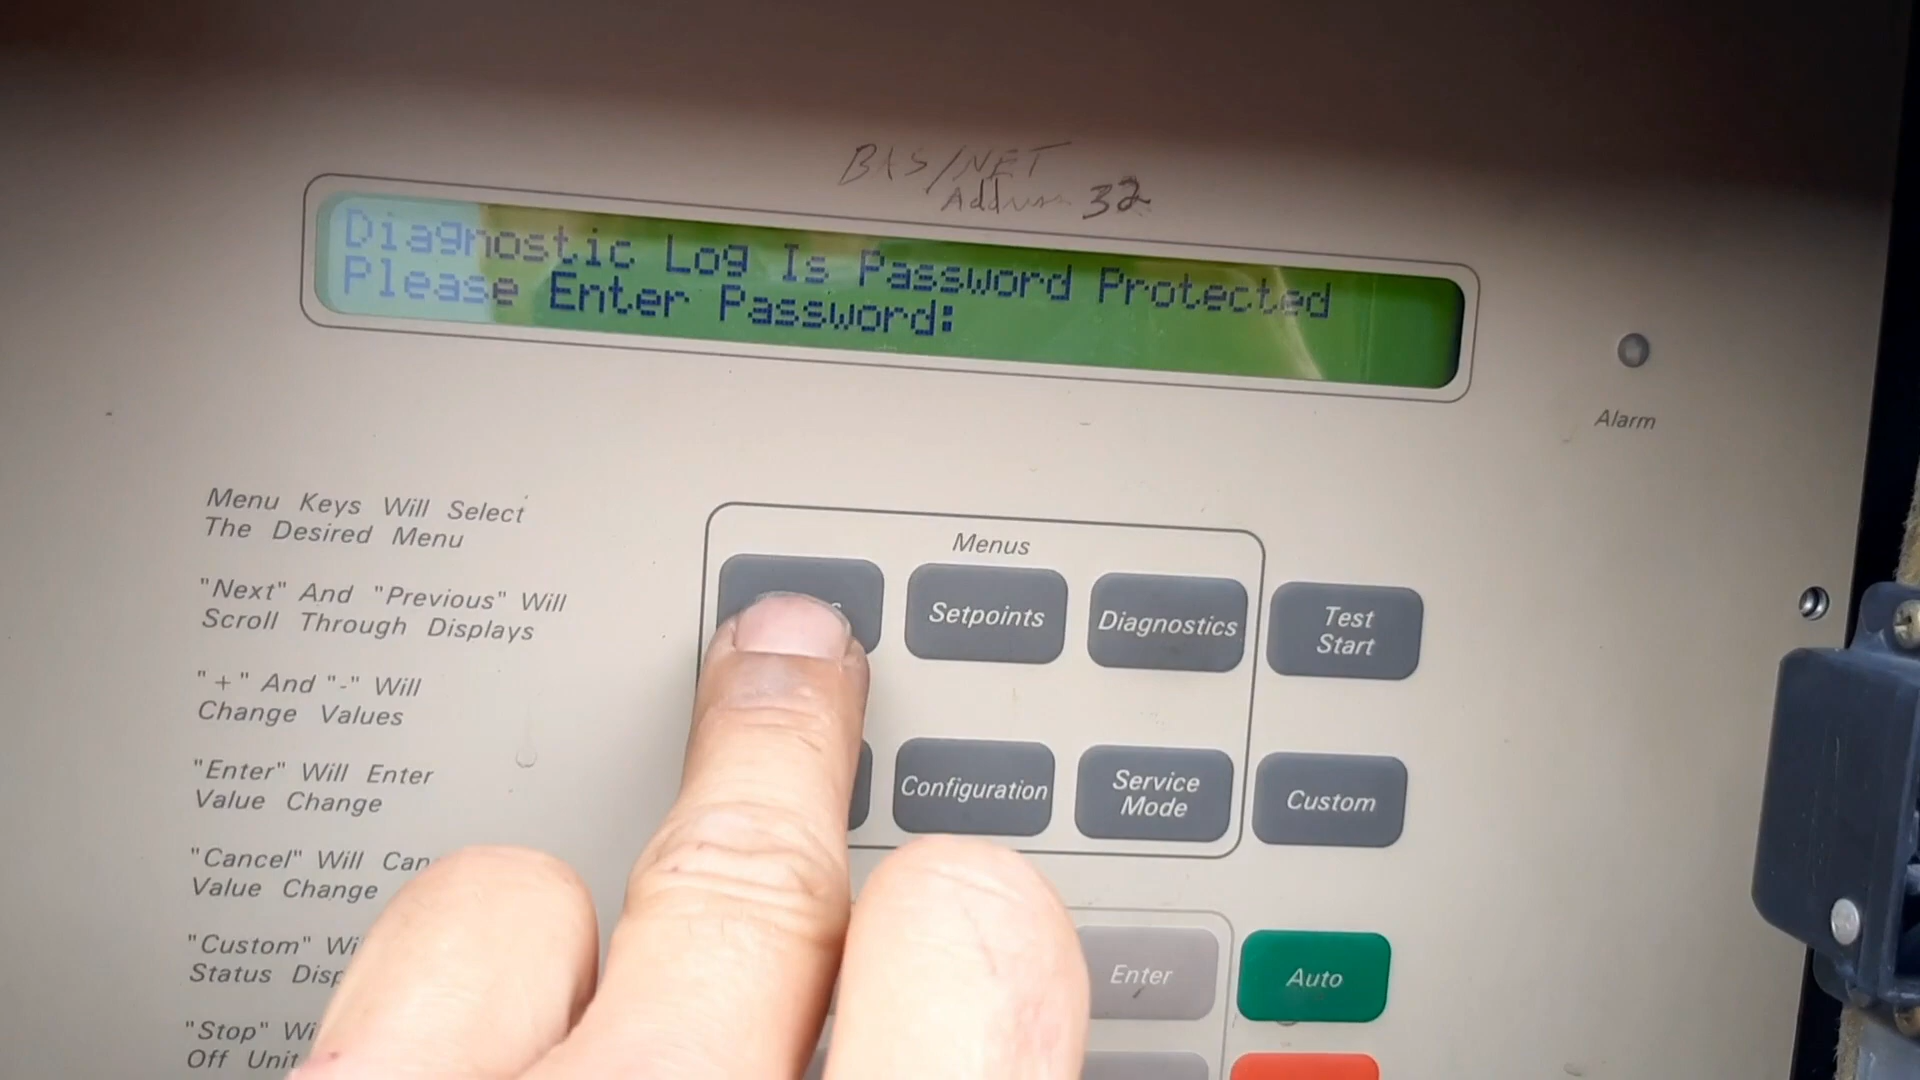 BAS/NET
Address 32
Diagnostic Log Is Password Protected
Please Enter Password:
Alarm
Menu Keys Will Select
The Desired Menu
"Next" And "Previous" Will
Scroll Through Displays
"+" And "-" Will
Change Values
"Enter" Will Enter
Value Change
"Cancel" Will
Value Change
"Custom"
Status
"Stop"
Off Unit
Menus
Setpoints
Diagnostics
Test
Start
Configuration
Service
Mode
Custom
Enter
Auto